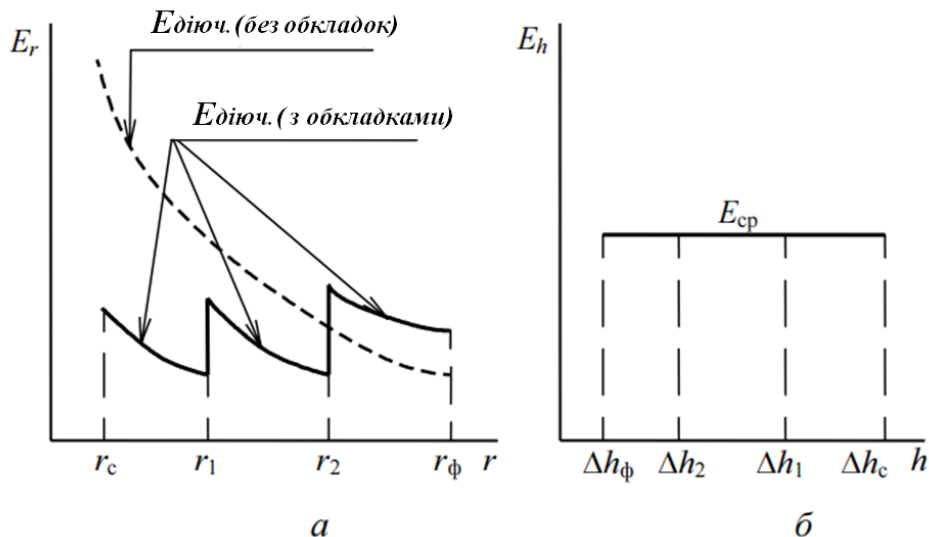 Eдіюч.(без обкладок)
Er
Eдіюч.( з обкладками)
rс
r1
r2
rф
r
а
Eh
Eср
Δhф
Δh2
Δh1
Δhс
h
б